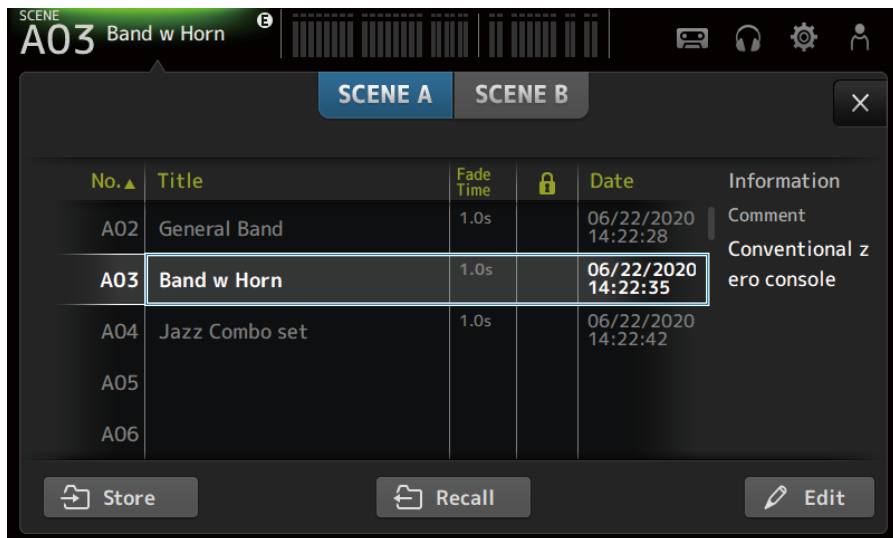 SCENE
A03 Band w Horn E
SCENE A SCENE B
No.▲ Title Fade Time Date Information
A02 General Band 1.0s 06/22/2020 14:22:28
Comment
Conventional z
ero console
A03 Band w Horn 1.0s 06/22/2020 14:22:35
A04 Jazz Combo set 1.0s 06/22/2020 14:22:42
A05
A06
Store Recall Edit